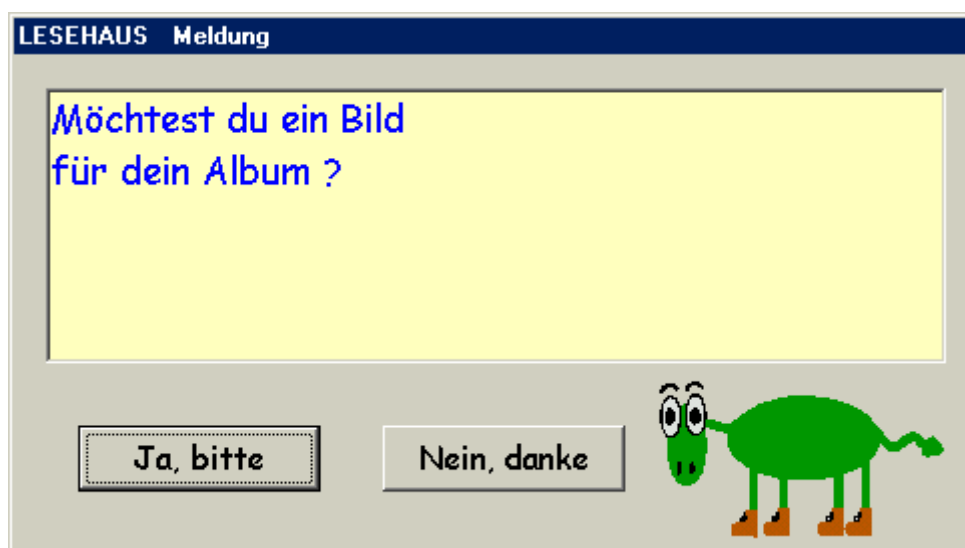 LESEHAUS Meldung
Möchtest du ein Bild
für dein Album ?
Ja, bitte
Nein, danke